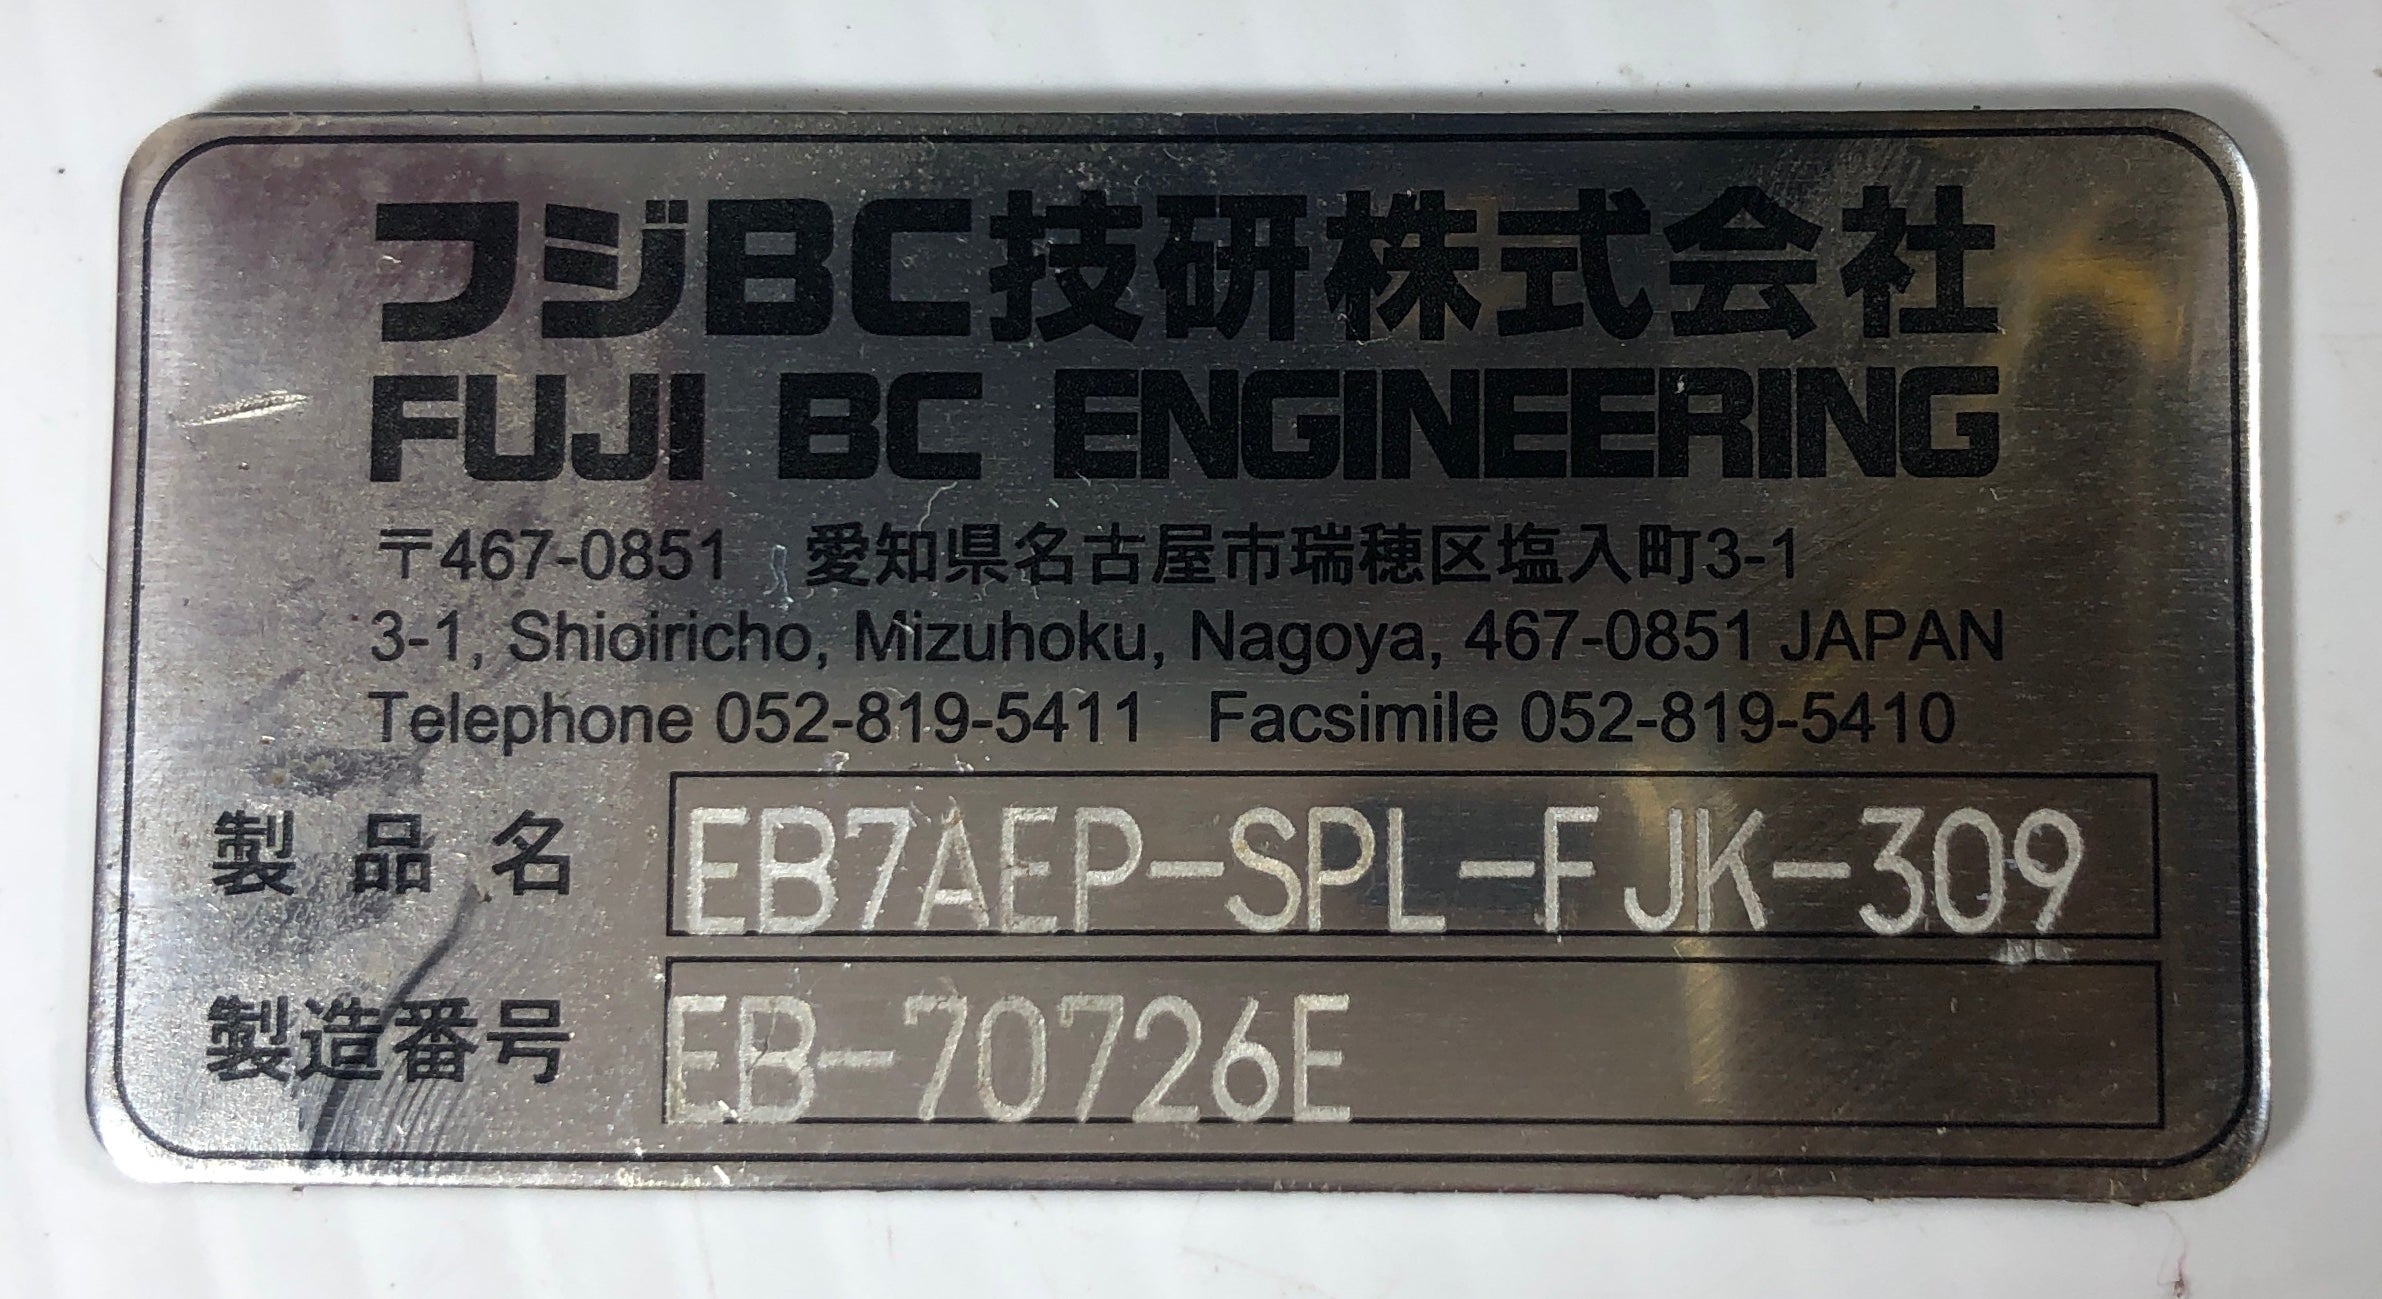 フジBC技研株式会社
FUJI BC ENGINEERING
〒467-0851 愛知県名古屋市瑞穂区塩入町3-1
3-1, Shioiricho, Mizuhoku, Nagoya, 467-0851 JAPAN
Telephone 052-819-5411 Facsimile 052-819-5410
製品名 EB7AEP-SPL-FJK-309
製造番号 EB-70726E